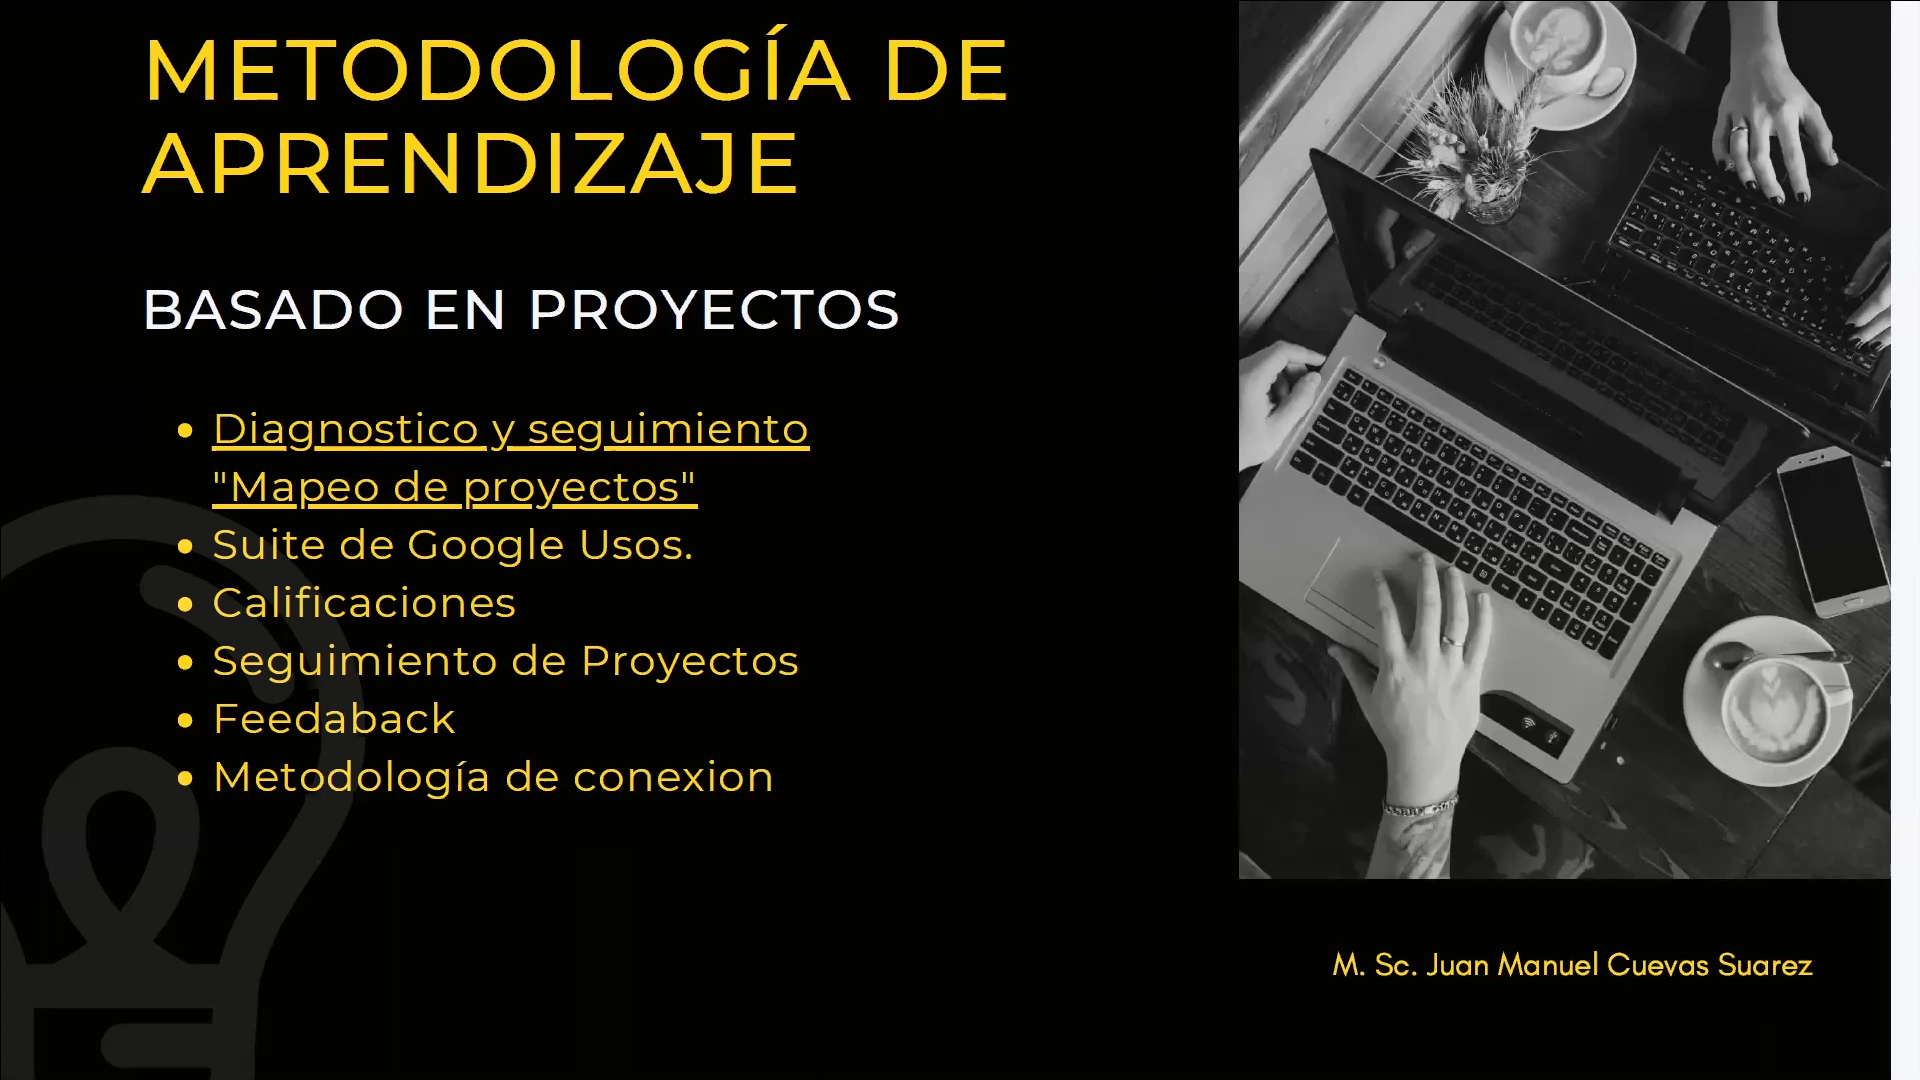 METODOLOGÍA DE
APRENDIZAJE
BASADO EN PROYECTOS
• Diagnostico y seguimiento
"Mapeo de proyectos"
• Suite de Google Usos.
• Calificaciones
• Seguimiento de Proyectos
• Feedaback
• Metodología de conexion
M. Sc. Juan Manuel Cuevas Suarez